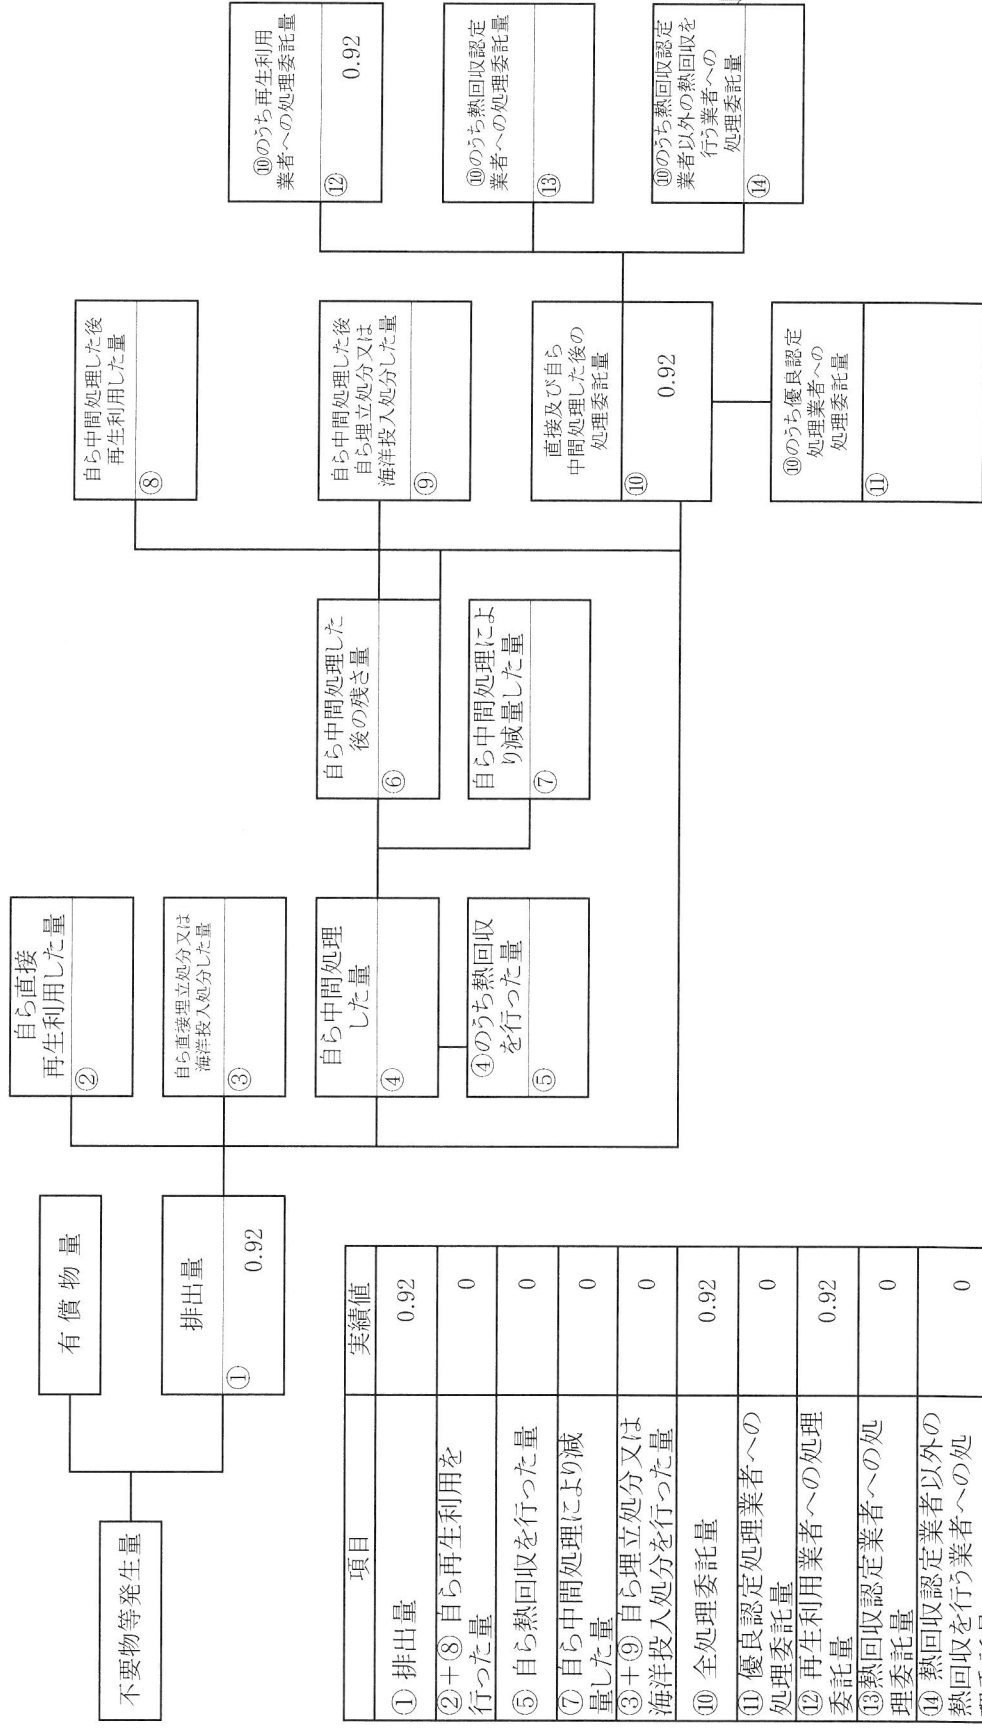 不要物等発生量
有償物量
排出量
①
0.92
自ら直接
再生利用した量
②
自ら直接埋立処分又は
海洋投入処分した量
③
自ら中間処理
した量
④
④のうち熱回収
を行った量
⑤
自ら中間処理した
後の残さ量
⑥
自ら中間処理によ
り減量した量
⑦
自ら中間処理した後
再生利用した量
⑧
自ら中間処理した後
自ら埋立処分又は
海洋投入処分した量
⑨
直接及び自ら
中間処理した後の
処理委託量
⑩
0.92
⑩のうち優良認定
処理業者への
処理委託量
⑪
⑩のうち再生利用
業者への処理委託量
⑫
0.92
⑩のうち熱回収認定
業者への処理委託量
⑬
⑩のうち熱回収認定
業者以外の熱回収を
行う業者への
処理委託量
⑭
項目 実績値
①排出量 0.92
②+⑧ 自ら再生利用を
行った量 0
⑤ 自ら熱回収を行った量 0
⑦ 自ら中間処理により減
量した量 0
③+⑨ 自ら埋立処分又は
海洋投入処分を行った量 0
⑩ 全処理委託量 0.92
⑪ 優良認定処理業者への
処理委託量 0
⑫ 再生利用業者への処理
委託量 0.92
⑬熱回収認定業者への処
理委託量 0
⑭ 熱回収認定業者以外の
熱回収を行う業者への処 0